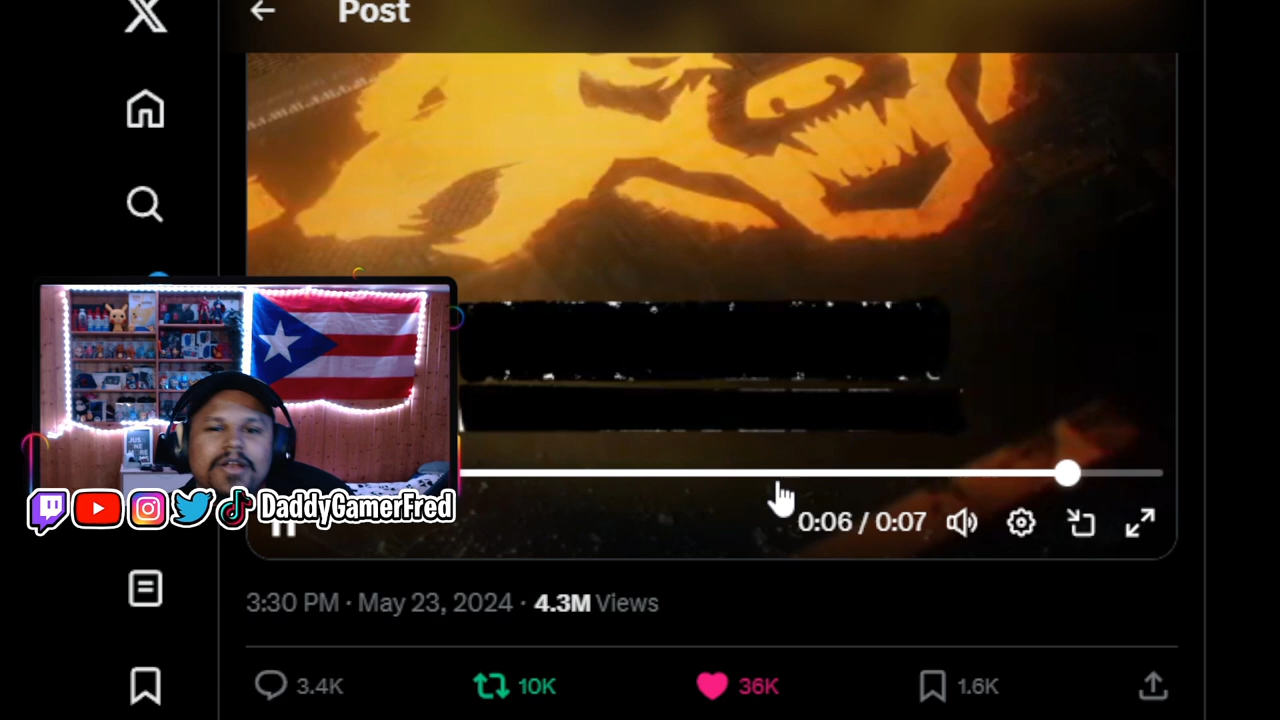 Post
DaddyGamerFred
0:06 / 0:07
3:30 PM · May 23, 2024 · 4.3M Views
3.4K 10K 36K 1.6K